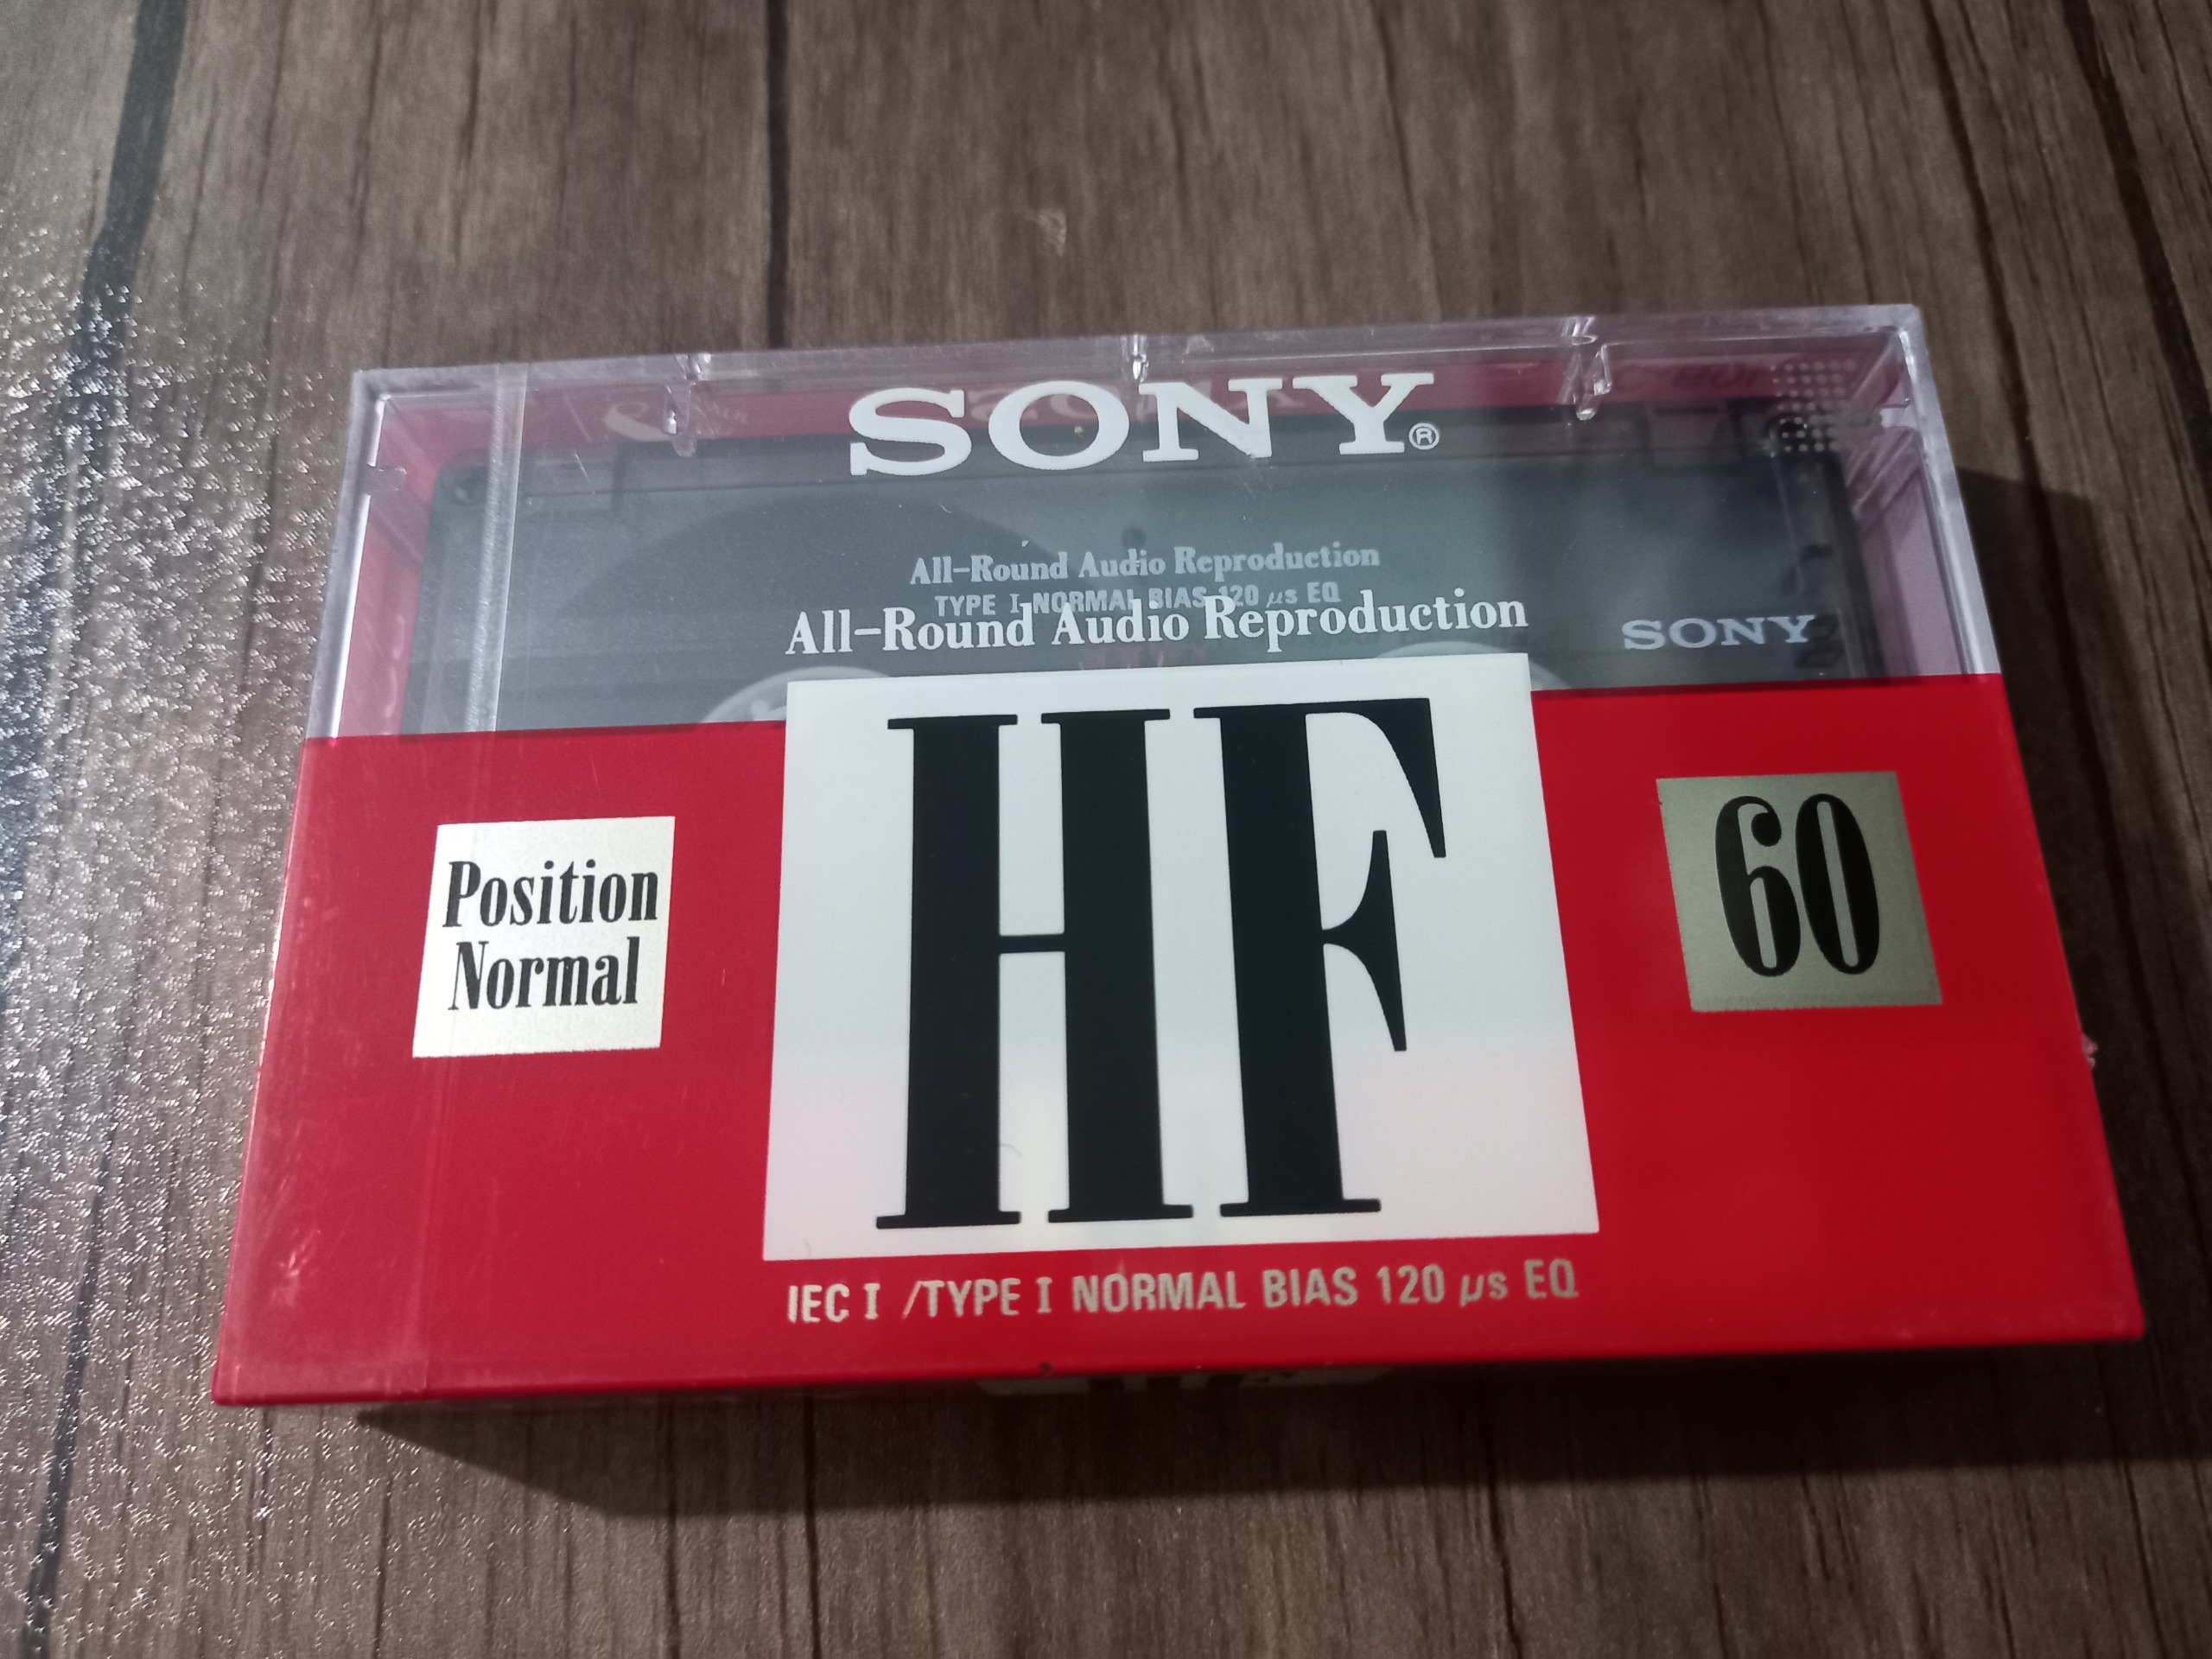 SONY®
All-Round Audio Reproduction
TYPE I NORMAL BIAS 120 µs EQ
All-Round Audio Reproduction
SONY
HF
60
Position
Normal
IEC I /TYPE I NORMAL BIAS 120 µs EQ